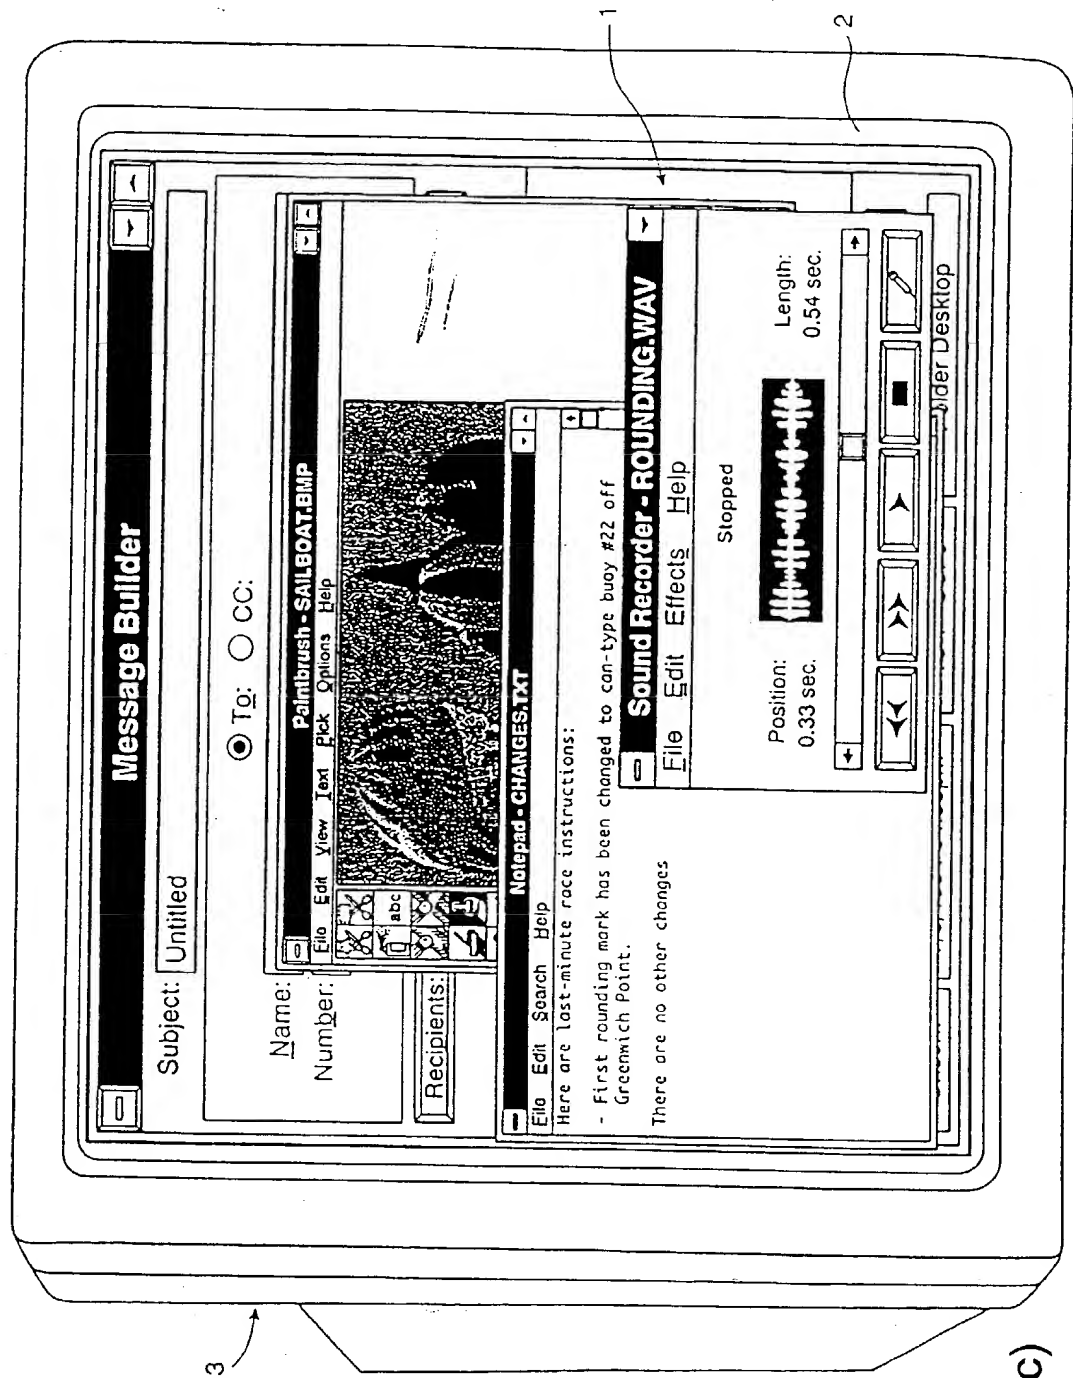 Message Builder
Subject: Untitled
To: CC:
Name:
Number:
Recipients:
Paintbrush - SAILBOAT.BMP
File Edit View Text Pick Options Help
abc
Notepad - CHANGES.TXT
File Edit Search Help
Here are last-minute race instructions:
- First rounding mark has been changed to can-type buoy #22 off
Greenwich Point.
There are no other changes
Sound Recorder - ROUNDING.WAV
File Edit Effects Help
Stopped
Position: Length:
0.33 sec. 0.54 sec.
Desktop
1
2
3
c)